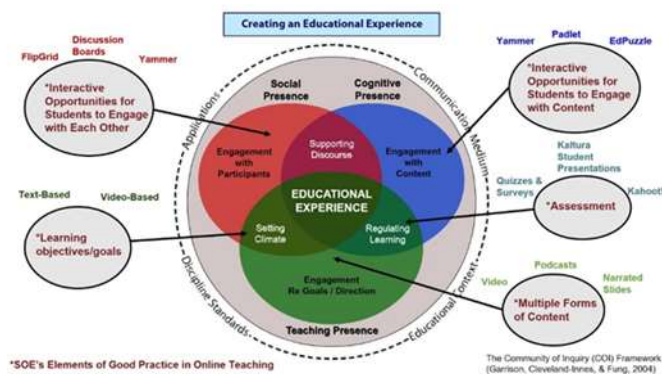 Creating an Educational Experience
Discussion
Boards
FlipGrid
Yammer
*Interactive
Opportunities for
Students to Engage
with Each Other
Yammer
Padlet
EdPuzzle
*Interactive
Opportunities for
Students to Engage
with Content
Applications
Communication Medium
Social
Presence
Cognitive
Presence
Supporting
Discourse
Engagement
with
Participants
Engagement
with
Content
EDUCATIONAL
EXPERIENCE
Setting
Climate
Regulating
Learning
Engagement
Re Goals / Direction
Teaching Presence
Discipline Standards
Educational Context
Text-Based
Video-Based
*Learning
objectives/goals
Kaltura
Student
Presentations
Quizzes &
Surveys
Kahoot!
*Assessment
Podcasts
Video
Narrated
Slides
*Multiple Forms
of Content
*SOE's Elements of Good Practice in Online Teaching
The Community of Inquiry (COI) Framework
(Garrison, Cleveland-Innes, & Fung, 2004)